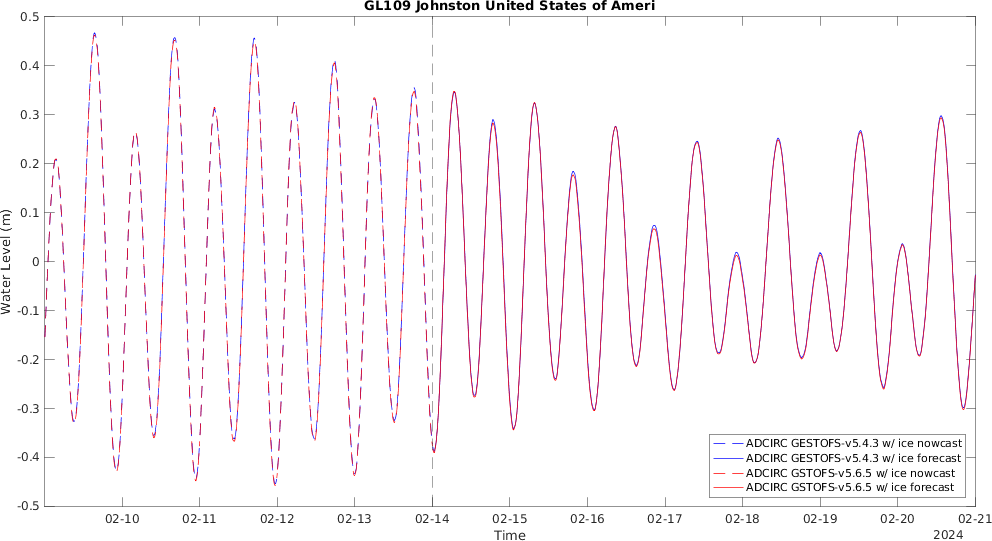 GL109 Johnston United States of Ameri
0.5
0.4
0.3
0.2
0.1
0
-0.1
-0.2
-0.3
-0.4
-0.5
Water Level (m)
ADCIRC GESTOFS-v5.4.3 w/ ice nowcast
ADCIRC GESTOFS-v5.4.3 w/ ice forecast
ADCIRC GSTOFS-v5.6.5 w/ ice nowcast
ADCIRC GSTOFS-v5.6.5 w/ ice forecast
02-10 02-11 02-12 02-13 02-14 02-15 02-16 02-17 02-18 02-19 02-20 02-21
Time
2024